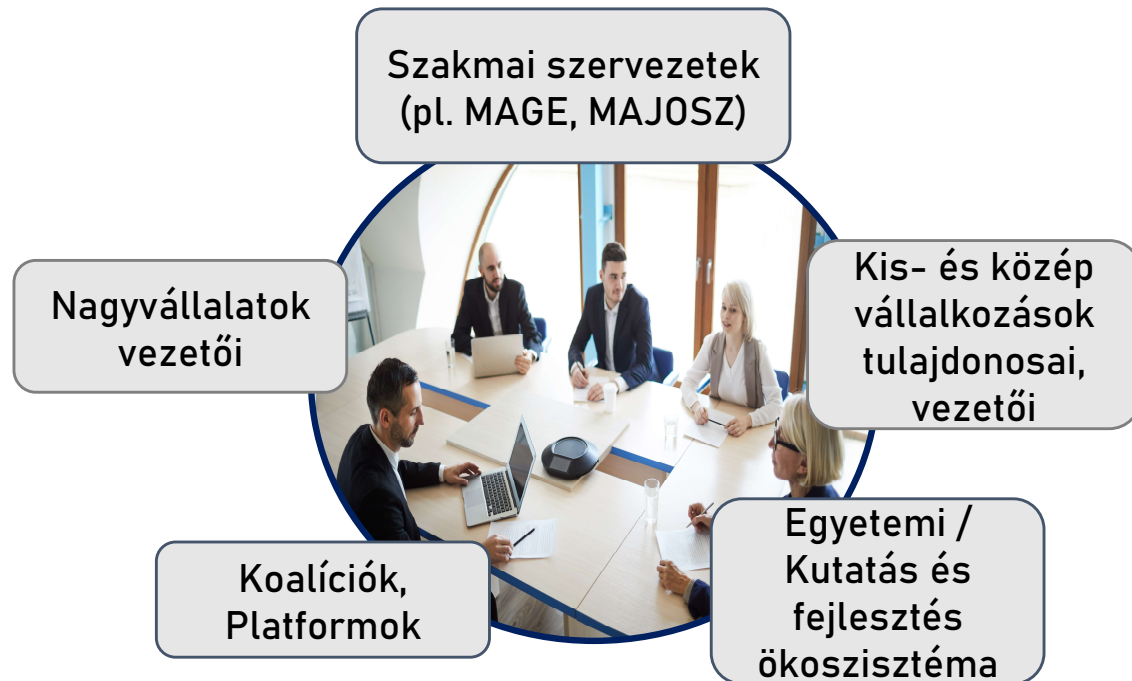 Szakmai szervezetek
(pl. MAGE, MAJOSZ)
Nagyvállalatok
vezetői
Kis- és közép
vállalkozások
tulajdonosai,
vezetői
Koalíciók,
Platformok
Egyetemi /
Kutatás és
fejlesztés
ökoszisztéma